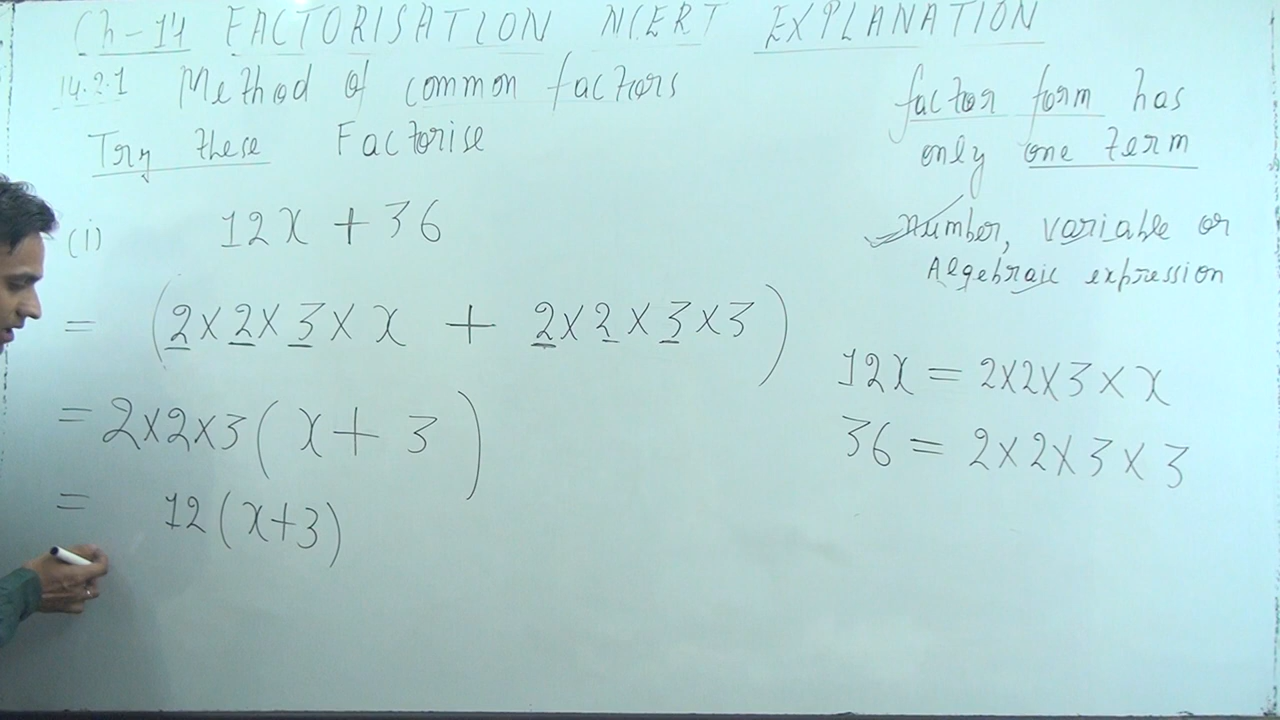 Ch-14 FACTORISATION NCERT EXPLANATION
14.2.1 Method of common factors
Try these Factorise
factor form has
only one term
number, variable or
Algebraic expression
(i) 12x + 36
= (2×2×3×x + 2×2×3×3)
= 2×2×3(x+3)
= 12(x+3)
12x = 2×2×3×x
36 = 2×2×3×3